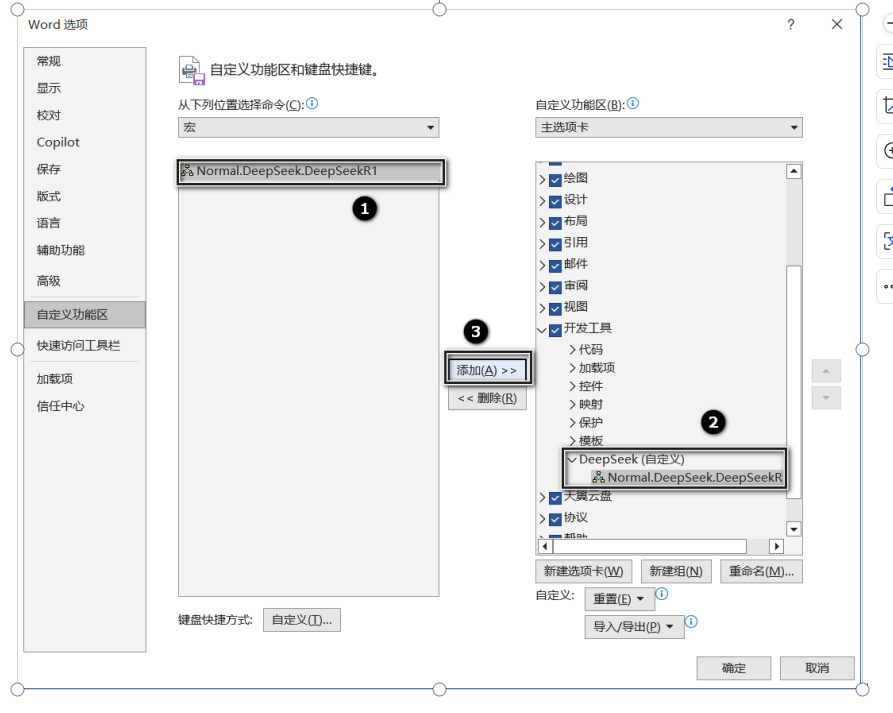 Word 选项
?
常规
显示
校对
Copilot
保存
版式
语言
辅助功能
高级
自定义功能区
快速访问工具栏
加载项
信任中心
自定义功能区和键盘快捷键。
从下列位置选择命令(C):
宏
Normal.DeepSeek.DeepSeekR1
1
键盘快捷方式: 自定义(T)...
3
添加(A) >>
<< 删除(R)
自定义功能区(B):
主选项卡
绘图
设计
布局
引用
邮件
审阅
视图
开发工具
代码
加载项
控件
映射
保护
模板
2
DeepSeek (自定义)
Normal.DeepSeek.DeepSeekR
天翼云盘
协议
帮助
新建选项卡(W) 新建组(N) 重命名(M)...
自定义: 重置(E)
导入/导出(P)
确定 取消